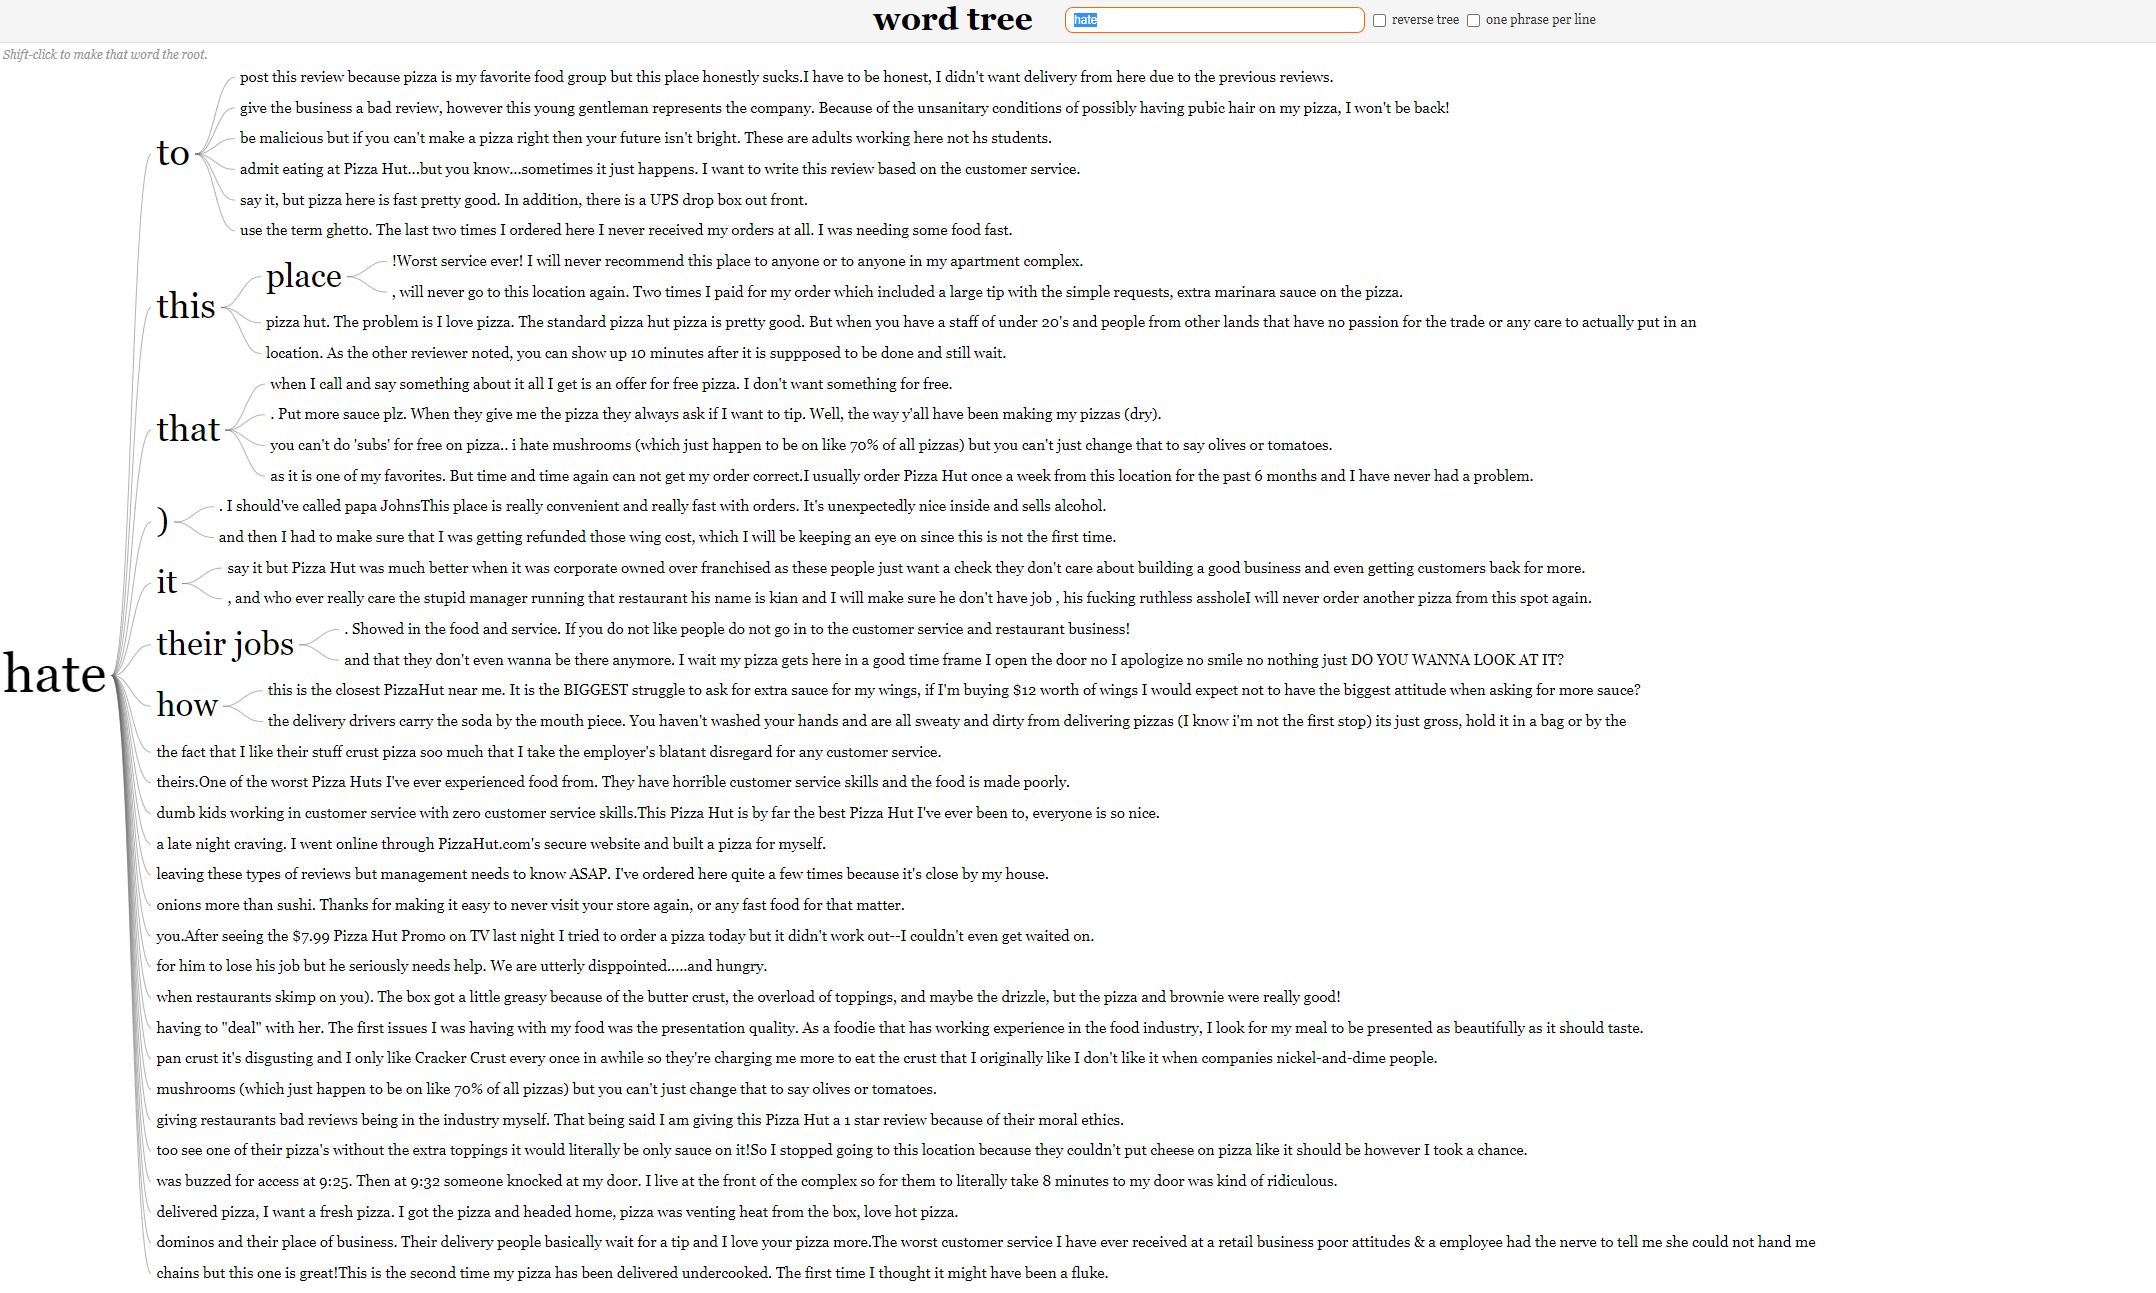 word tree
hate
reverse tree
one phrase per line
Shift-click to make that word the root.
hate
to
post this review because pizza is my favorite food group but this place honestly sucks.I have to be honest, I didn't want delivery from here due to the previous reviews.
give the business a bad review, however this young gentleman represents the company. Because of the unsanitary conditions of possibly having pubic hair on my pizza, I won't be back!
be malicious but if you can't make a pizza right then your future isn't bright. These are adults working here not hs students.
admit eating at Pizza Hut...but you know...sometimes it just happens. I want to write this review based on the customer service.
say it, but pizza here is fast pretty good. In addition, there is a UPS drop box out front.
use the term ghetto. The last two times I ordered here I never received my orders at all. I was needing some food fast.
this
place
!Worst service ever! I will never recommend this place to anyone or to anyone in my apartment complex.
, will never go to this location again. Two times I paid for my order which included a large tip with the simple requests, extra marinara sauce on the pizza.
pizza hut. The problem is I love pizza. The standard pizza hut pizza is pretty good. But when you have a staff of under 20's and people from other lands that have no passion for the trade or any care to actually put in an
location. As the other reviewer noted, you can show up 10 minutes after it is suppposed to be done and still wait.
that
when I call and say something about it all I get is an offer for free pizza. I don't want something for free.
. Put more sauce plz. When they give me the pizza they always ask if I want to tip. Well, the way y'all have been making my pizzas (dry).
you can't do 'subs' for free on pizza.. i hate mushrooms (which just happen to be on like 70% of all pizzas) but you can't just change that to say olives or tomatoes.
as it is one of my favorites. But time and time again can not get my order correct.I usually order Pizza Hut once a week from this location for the past 6 months and I have never had a problem.
)
. I should've called papa JohnsThis place is really convenient and really fast with orders. It's unexpectedly nice inside and sells alcohol.
and then I had to make sure that I was getting refunded those wing cost, which I will be keeping an eye on since this is not the first time.
it
say it but Pizza Hut was much better when it was corporate owned over franchised as these people just want a check they don't care about building a good business and even getting customers back for more.
, and who ever really care the stupid manager running that restaurant his name is kian and I will make sure he don't have job , his fucking ruthless assholeI will never order another pizza from this spot again.
their jobs
. Showed in the food and service. If you do not like people do not go in to the customer service and restaurant business!
and that they don't even wanna be there anymore. I wait my pizza gets here in a good time frame I open the door no I apologize no smile no nothing just DO YOU WANNA LOOK AT IT?
how
this is the closest PizzaHut near me. It is the BIGGEST struggle to ask for extra sauce for my wings, if I'm buying $12 worth of wings I would expect not to have the biggest attitude when asking for more sauce?
the delivery drivers carry the soda by the mouth piece. You haven't washed your hands and are all sweaty and dirty from delivering pizzas (I know i'm not the first stop) its just gross, hold it in a bag or by the
the fact that I like their stuff crust pizza soo much that I take the employer's blatant disregard for any customer service.
theirs.One of the worst Pizza Huts I've ever experienced food from. They have horrible customer service skills and the food is made poorly.
dumb kids working in customer service with zero customer service skills.This Pizza Hut is by far the best Pizza Hut I've ever been to, everyone is so nice.
a late night craving. I went online through PizzaHut.com's secure website and built a pizza for myself.
leaving these types of reviews but management needs to know ASAP. I've ordered here quite a few times because it's close by my house.
onions more than sushi. Thanks for making it easy to never visit your store again, or any fast food for that matter.
you.After seeing the $7.99 Pizza Hut Promo on TV last night I tried to order a pizza today but it didn't work out--I couldn't even get waited on.
for him to lose his job but he seriously needs help. We are utterly disppointed.....and hungry.
when restaurants skimp on you). The box got a little greasy because of the butter crust, the overload of toppings, and maybe the drizzle, but the pizza and brownie were really good!
having to "deal" with her. The first issues I was having with my food was the presentation quality. As a foodie that has working experience in the food industry, I look for my meal to be presented as beautifully as it should taste.
pan crust it's disgusting and I only like Cracker Crust every once in awhile so they're charging me more to eat the crust that I originally like I don't like it when companies nickel-and-dime people.
mushrooms (which just happen to be on like 70% of all pizzas) but you can't just change that to say olives or tomatoes.
giving restaurants bad reviews being in the industry myself. That being said I am giving this Pizza Hut a 1 star review because of their moral ethics.
too see one of their pizza's without the extra toppings it would literally be only sauce on it!So I stopped going to this location because they couldn't put cheese on pizza like it should be however I took a chance.
was buzzed for access at 9:25. Then at 9:32 someone knocked at my door. I live at the front of the complex so for them to literally take 8 minutes to my door was kind of ridiculous.
delivered pizza, I want a fresh pizza. I got the pizza and headed home, pizza was venting heat from the box, love hot pizza.
dominos and their place of business. Their delivery people basically wait for a tip and I love your pizza more.The worst customer service I have ever received at a retail business poor attitudes & a employee had the nerve to tell me she could not hand me
chains but this one is great!This is the second time my pizza has been delivered undercooked. The first time I thought it might have been a fluke.